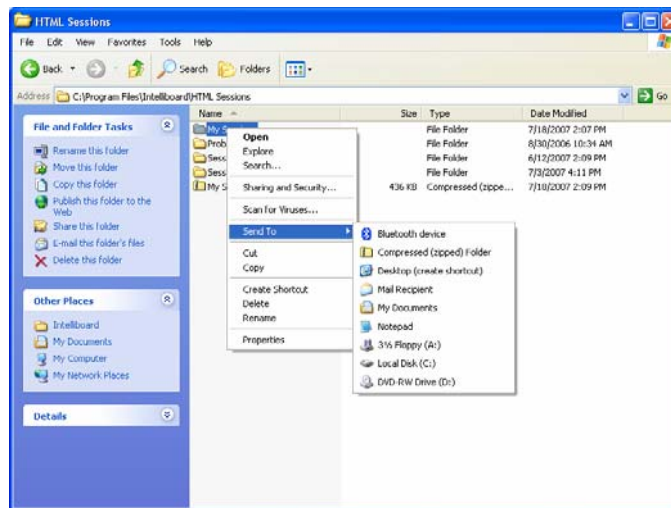 HTML Sessions
File Edit View Favorites Tools Help
Back Search Folders
Address C:\Program Files\Intelliboard\HTML Sessions Go
Name Size Type Date Modified
File and Folder Tasks
Rename this folder
Move this folder
Copy this folder
Publish this folder to the
Web
Share this folder
E-mail this folder's files
Delete this folder
Other Places
Intelliboard
My Documents
My Computer
My Network Places
Details
My
File Folder 7/18/2007 2:07 PM
Prob
File Folder 8/30/2006 10:34 AM
Sess
File Folder 6/12/2007 2:09 PM
Sess
File Folder 7/3/2007 4:11 PM
My S
436 KB Compressed (zippe... 7/18/2007 2:09 PM
Open
Explore
Search...
Sharing and Security...
Scan for Viruses...
Send To
Cut
Copy
Create Shortcut
Delete
Rename
Properties
Bluetooth device
Compressed (zipped) Folder
Desktop (create shortcut)
Mail Recipient
My Documents
Notepad
3½ Floppy (A:)
Local Disk (C:)
DVD-RW Drive (D:)